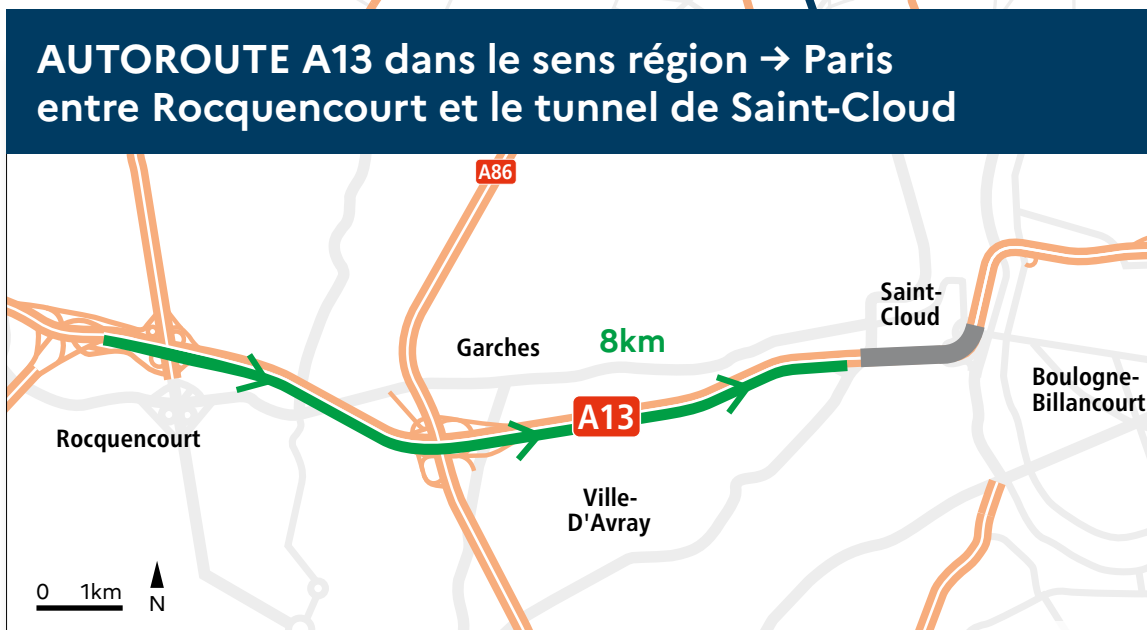 AUTOROUTE A13 dans le sens région → Paris
entre Rocquencourt et le tunnel de Saint-Cloud
A86
Saint-
Cloud
Garches
8km
Boulogne-
Billancourt
A13
Rocquencourt
Ville-
D'Avray
0 1km
N